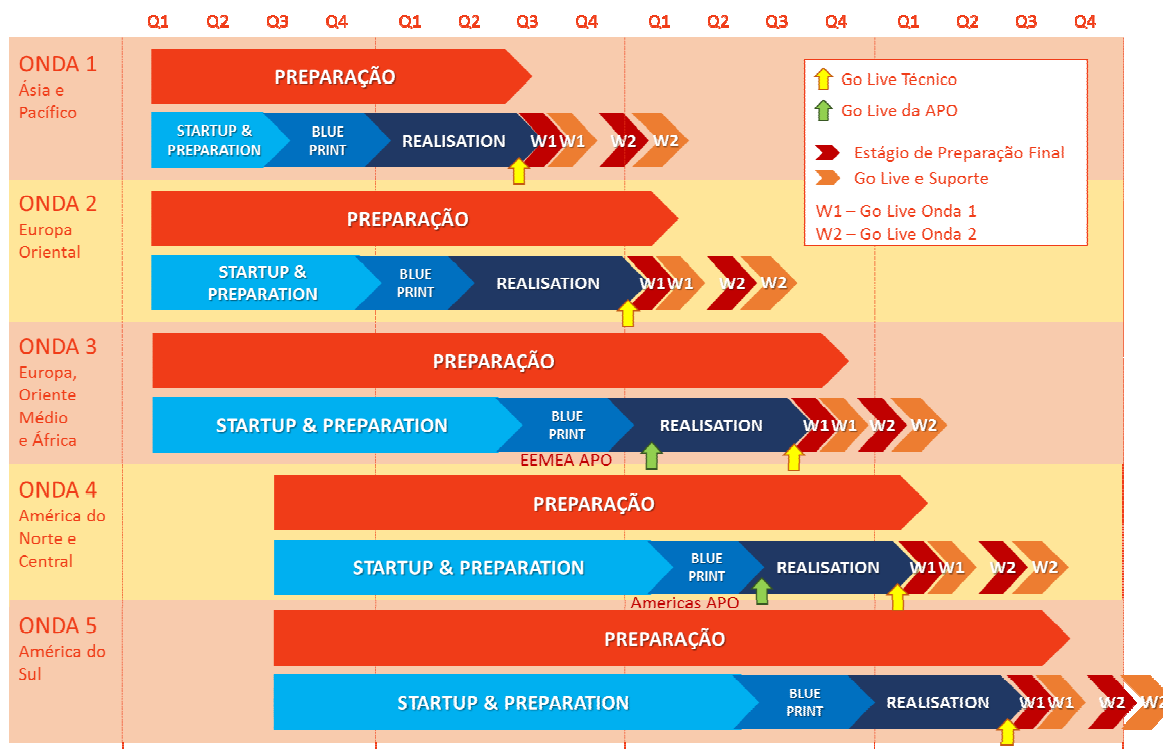 Q1 Q2 Q3 Q4 Q1 Q2 Q3 Q4 Q1 Q2 Q3 Q4 Q1 Q2 Q3 Q4
ONDA 1
Ásia e
Pacífico
PREPARAÇÃO
STARTUP &
PREPARATION
BLUE
PRINT
REALISATION
W1
W1
W2
W2
Go Live Técnico
Go Live da APO
Estágio de Preparação Final
Go Live e Suporte
W1 – Go Live Onda 1
W2 – Go Live Onda 2
ONDA 2
Europa
Oriental
PREPARAÇÃO
STARTUP &
PREPARATION
BLUE
PRINT
REALISATION
W1
W1
W2
W2
ONDA 3
Europa,
Oriente
Médio
e África
PREPARAÇÃO
STARTUP & PREPARATION
BLUE
PRINT
REALISATION
W1
W1
W2
W2
EEMEA APO
ONDA 4
América do
Norte e
Central
PREPARAÇÃO
STARTUP & PREPARATION
BLUE
PRINT
REALISATION
W1
W1
W2
W2
Americas APO
ONDA 5
América do
Sul
PREPARAÇÃO
STARTUP & PREPARATION
BLUE
PRINT
REALISATION
W1
W1
W2
W2